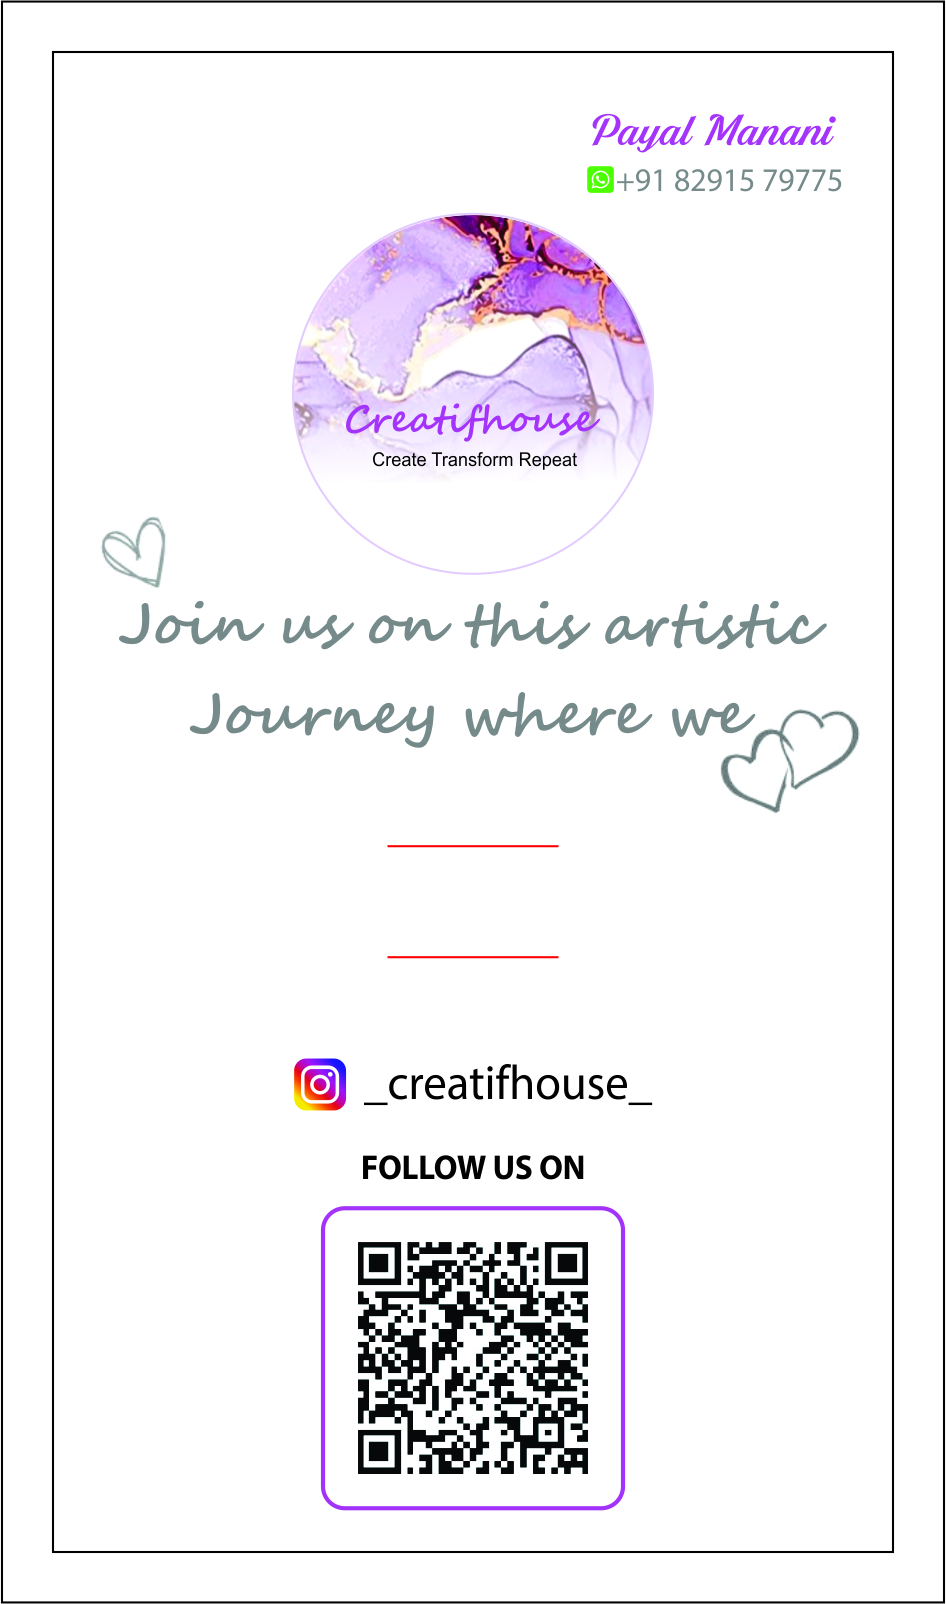 Payal Manani
+91 82915 79775
Creatifhouse
Create Transform Repeat
Join us on this artistic
Journey where we
_creatifhouse_
FOLLOW US ON